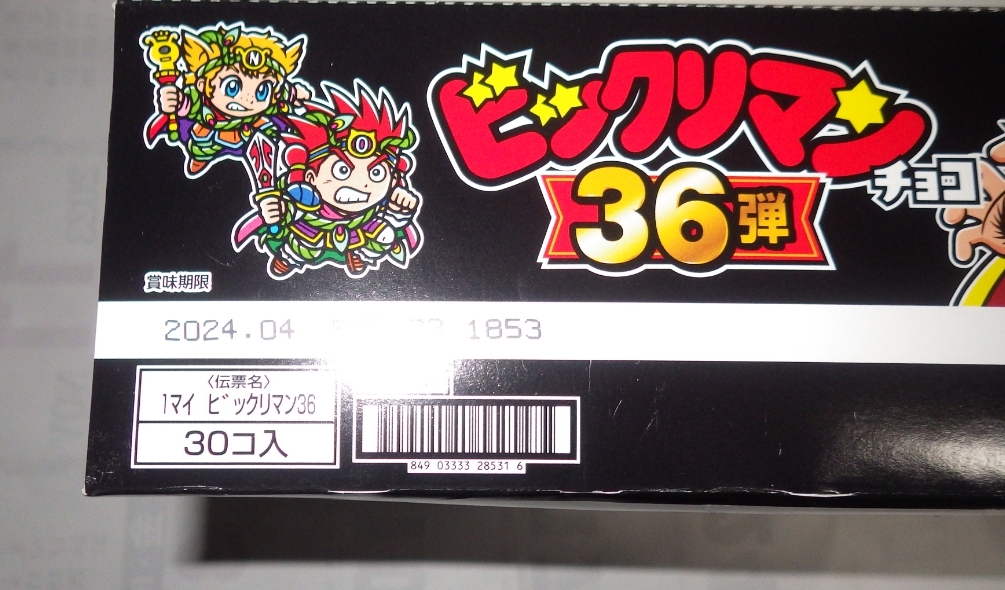 ビックリマン
チョコ
36弾
賞味期限
2024.04 1853
〈伝票名〉
1マイ ビックリマン36
30コ入
849 03333 28531 6
N
O